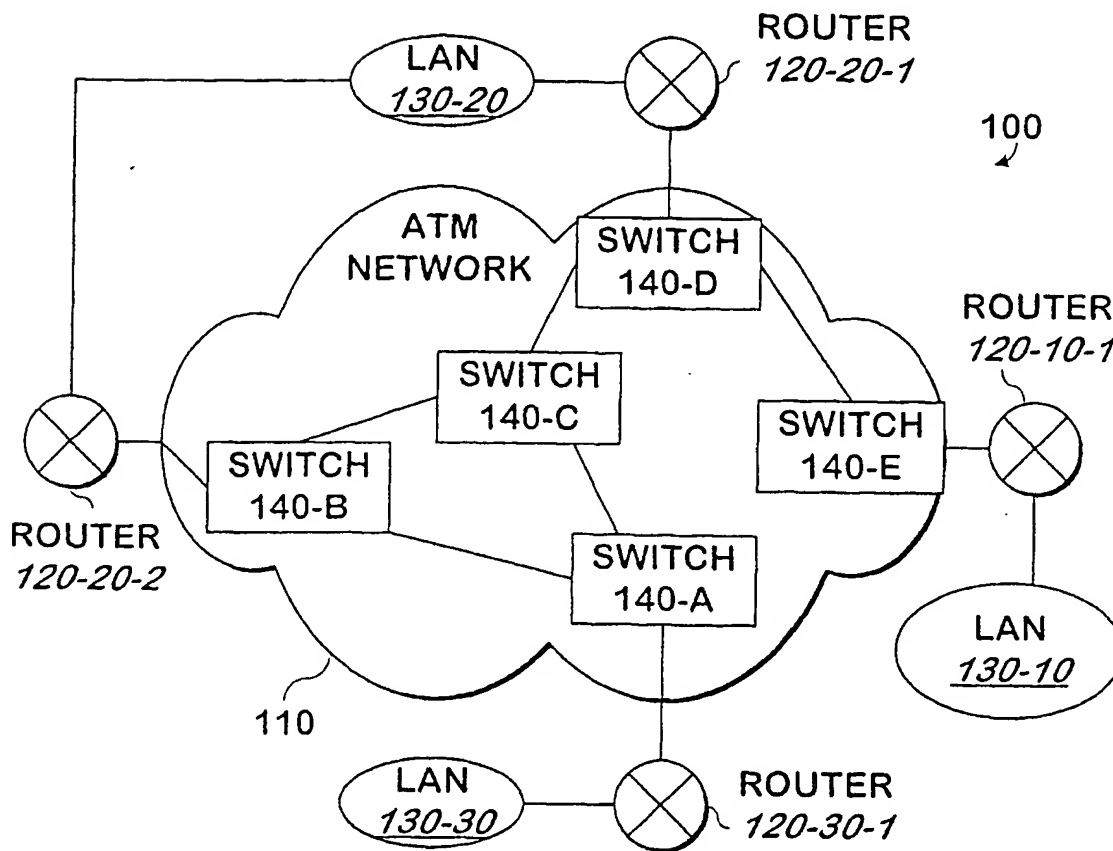 ROUTER
120-20-1
LAN
130-20
100
ATM
NETWORK
SWITCH
140-D
ROUTER
120-10-1
SWITCH
140-C
SWITCH
140-E
SWITCH
140-B
ROUTER
120-20-2
SWITCH
140-A
LAN
130-10
110
LAN
130-30
ROUTER
120-30-1